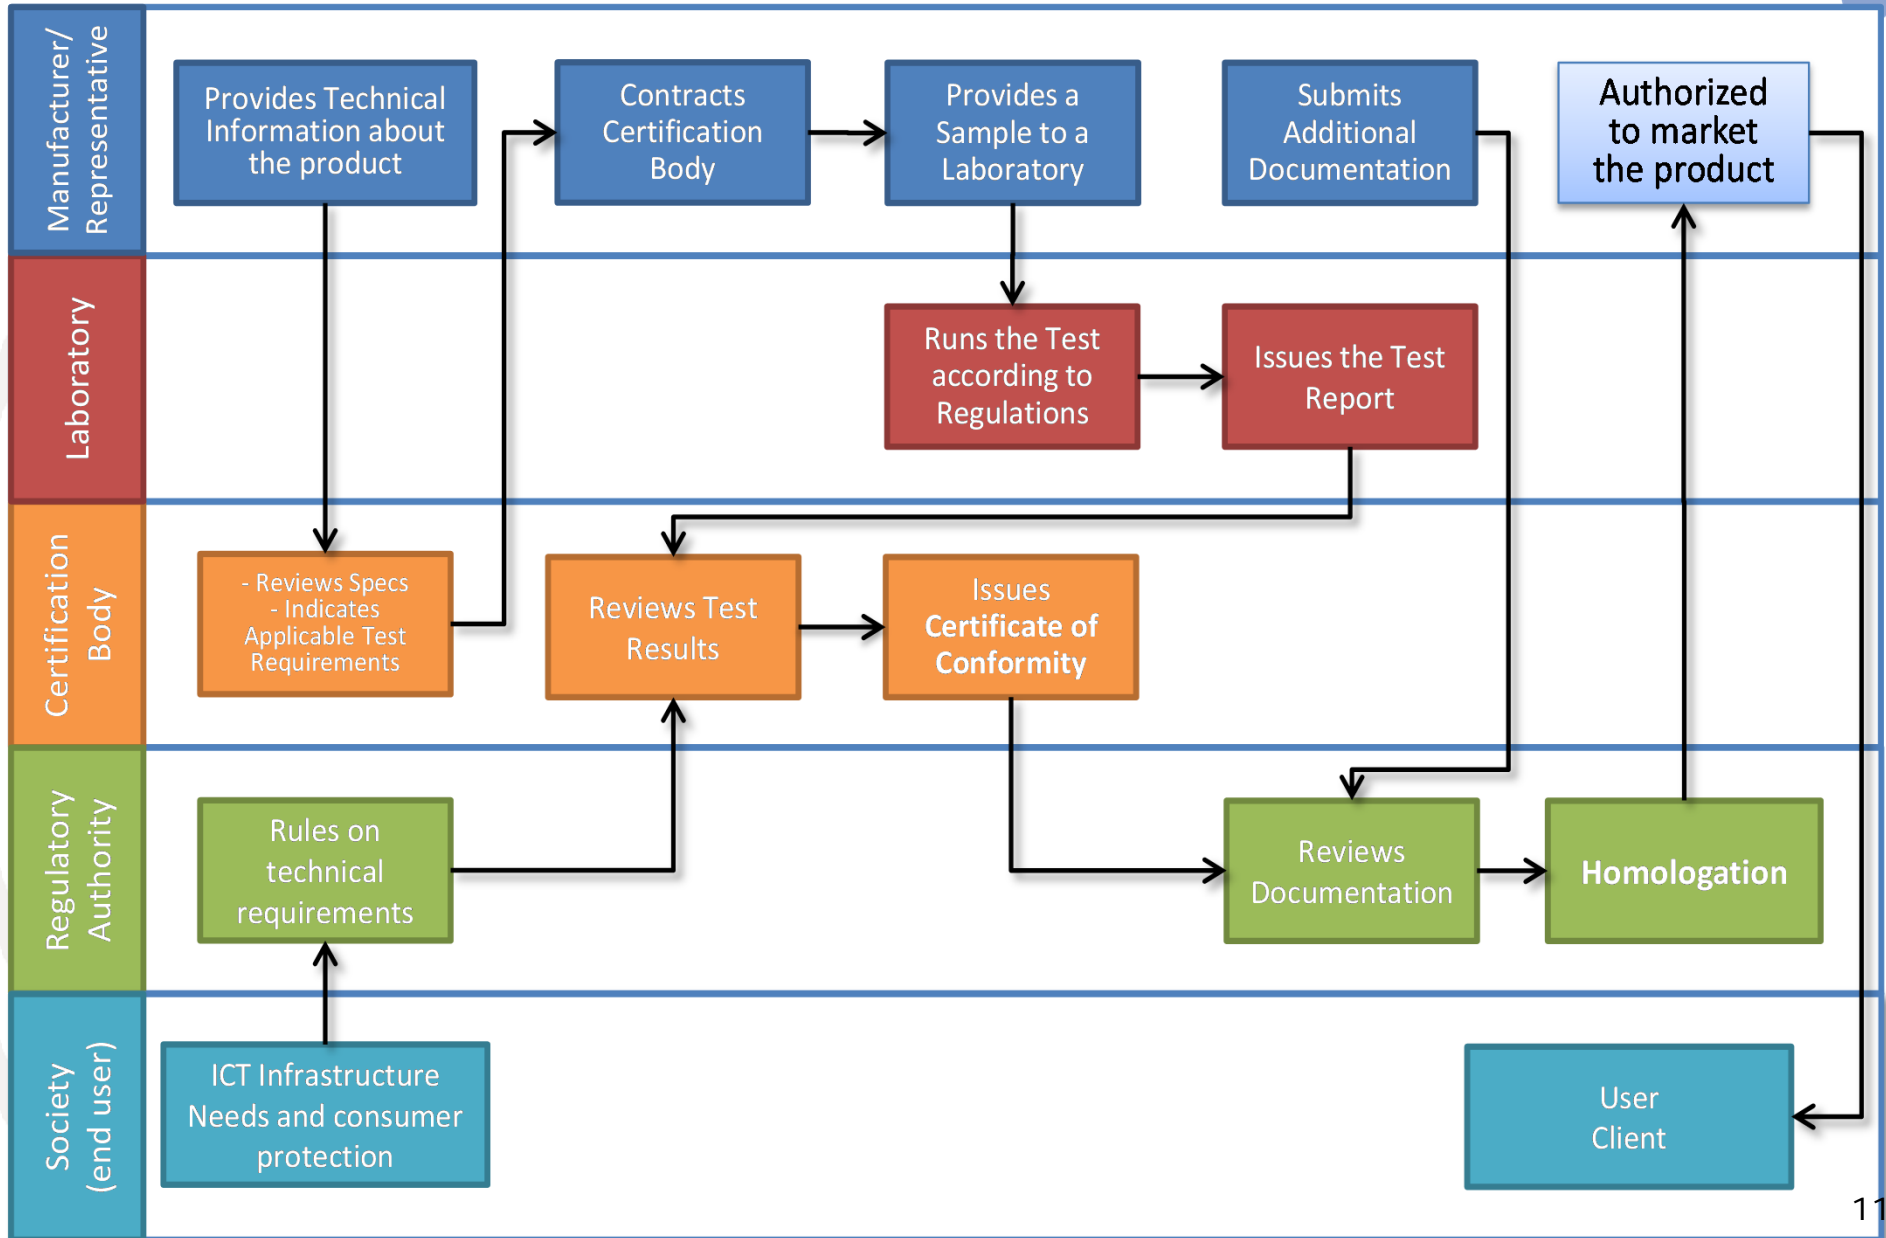 Manufacturer/
Representative
Provides Technical
Information about
the product
Contracts
Certification
Body
Provides a
Sample to a
Laboratory
Submits
Additional
Documentation
Authorized
to market
the product
Laboratory
Runs the Test
according to
Regulations
Issues the Test
Report
Certification
Body
- Reviews Specs
- Indicates
Applicable Test
Requirements
Reviews Test
Results
Issues
Certificate of
Conformity
Regulatory
Authority
Rules on
technical
requirements
Reviews
Documentation
Homologation
Society
(end user)
ICT Infrastructure
Needs and consumer
protection
User
Client
11